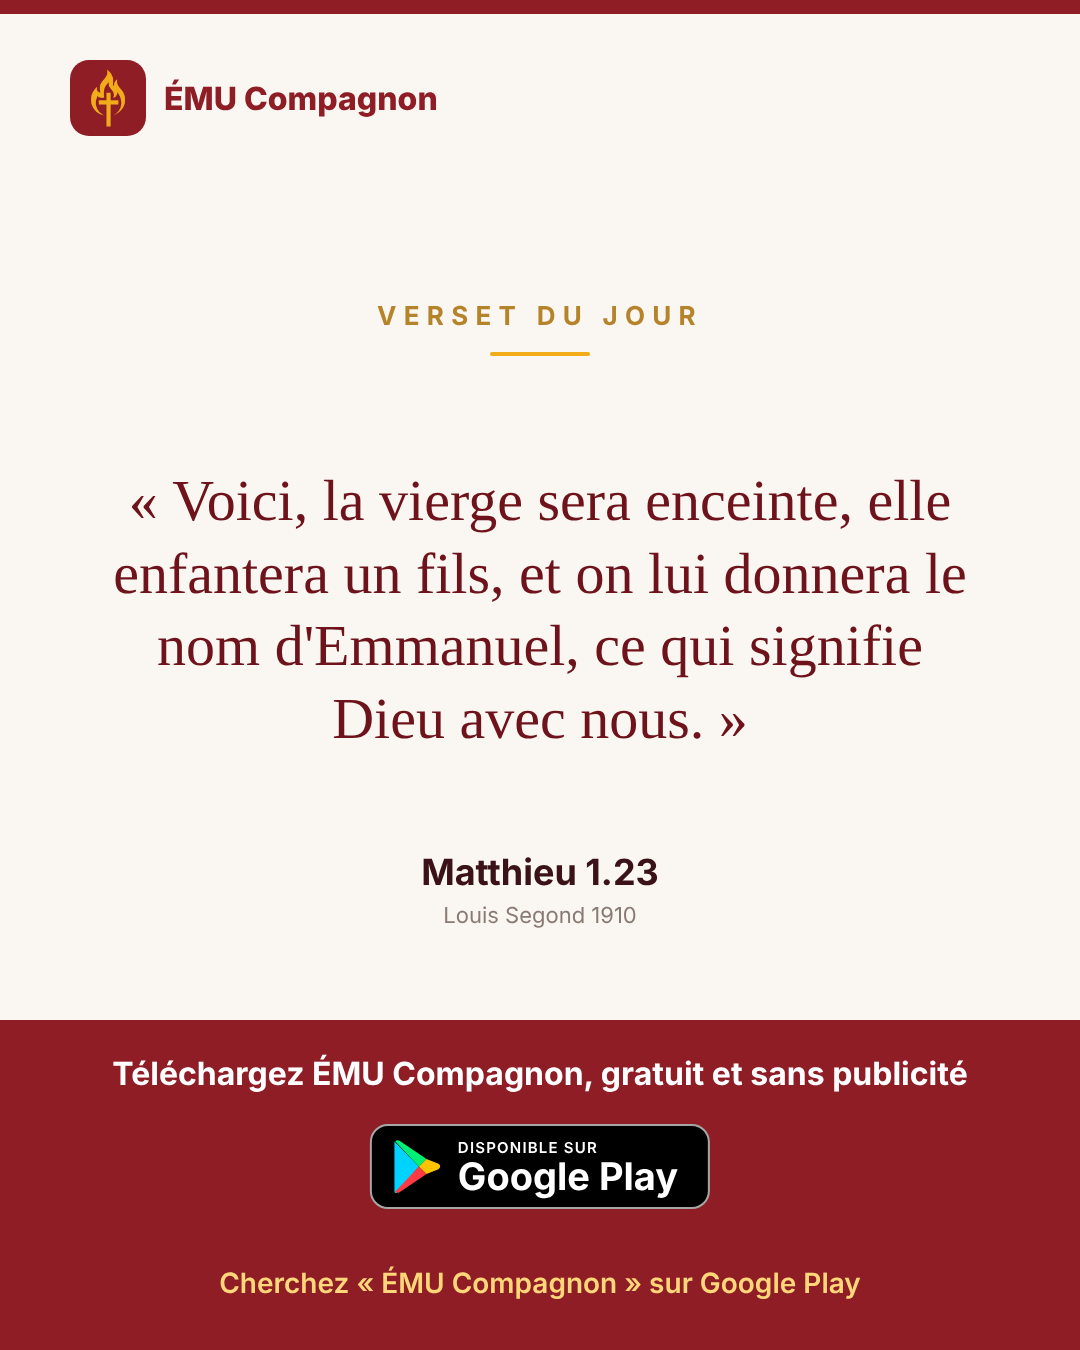 ÉMU Compagnon
VERSET DU JOUR
« Voici, la vierge sera enceinte, elle
enfantera un fils, et on lui donnera le
nom d'Emmanuel, ce qui signifie
Dieu avec nous. »
Matthieu 1.23
Louis Segond 1910
Téléchargez ÉMU Compagnon, gratuit et sans publicité
DISPONIBLE SUR
Google Play
Cherchez « ÉMU Compagnon » sur Google Play